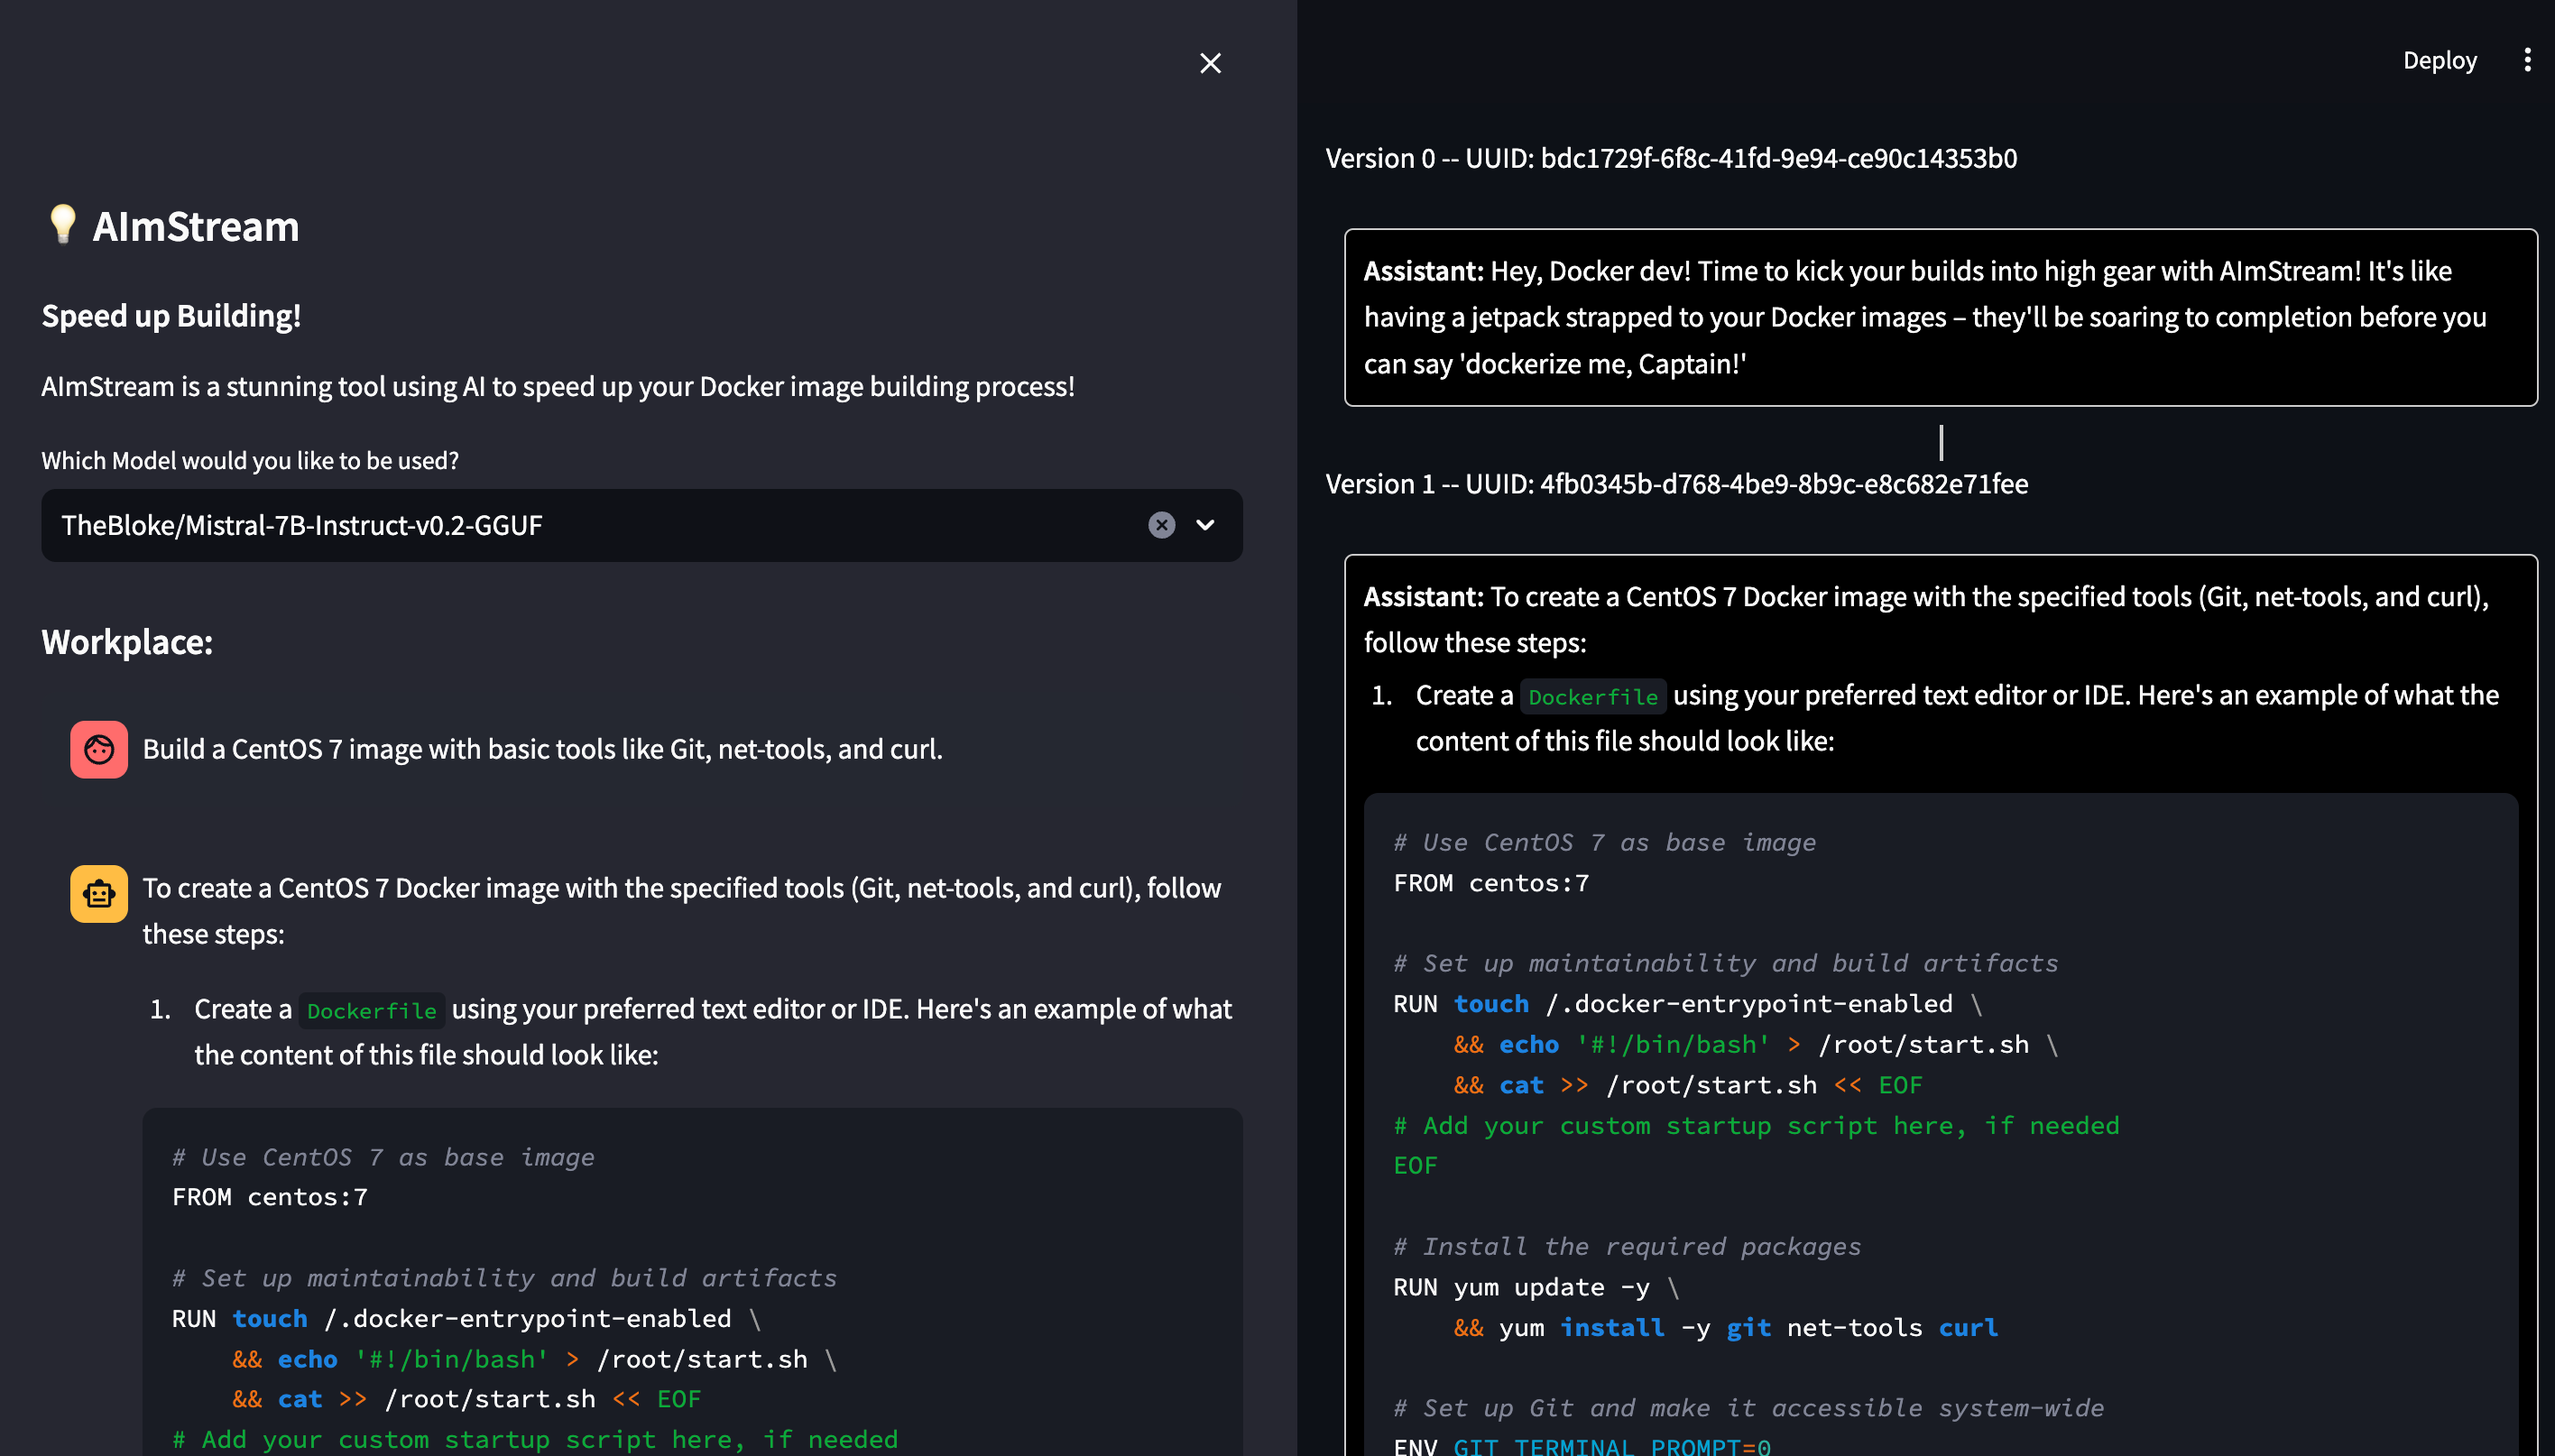 AImStream
Speed up Building!
AImStream is a stunning tool using AI to speed up your Docker image building process!
Which Model would you like to be used?
TheBloke/Mistral-7B-Instruct-v0.2-GGUF
Workplace:
Build a CentOS 7 image with basic tools like Git, net-tools, and curl.
To create a CentOS 7 Docker image with the specified tools (Git, net-tools, and curl), follow
these steps:
1. Create a Dockerfile using your preferred text editor or IDE. Here's an example of what
the content of this file should look like:
# Use CentOS 7 as base image
FROM centos:7
# Set up maintainability and build artifacts
RUN touch /.docker-entrypoint-enabled \
&& echo '#!/bin/bash' > /root/start.sh \
&& cat >> /root/start.sh << EOF
# Add your custom startup script here, if needed
Deploy
Version 0 -- UUID: bdc1729f-6f8c-41fd-9e94-ce90c14353b0
Assistant: Hey, Docker dev! Time to kick your builds into high gear with AImStream! It's like
having a jetpack strapped to your Docker images – they'll be soaring to completion before you
can say 'dockerize me, Captain!'
Version 1 -- UUID: 4fb0345b-d768-4be9-8b9c-e8c682e71fee
Assistant: To create a CentOS 7 Docker image with the specified tools (Git, net-tools, and curl),
follow these steps:
1. Create a Dockerfile using your preferred text editor or IDE. Here's an example of what the
content of this file should look like:
# Use CentOS 7 as base image
FROM centos:7
# Set up maintainability and build artifacts
RUN touch /.docker-entrypoint-enabled \
&& echo '#!/bin/bash' > /root/start.sh \
&& cat >> /root/start.sh << EOF
# Add your custom startup script here, if needed
EOF
# Install the required packages
RUN yum update -y \
&& yum install -y git net-tools curl
# Set up Git and make it accessible system-wide
ENV GIT_TERMINAL_PROMPT=0